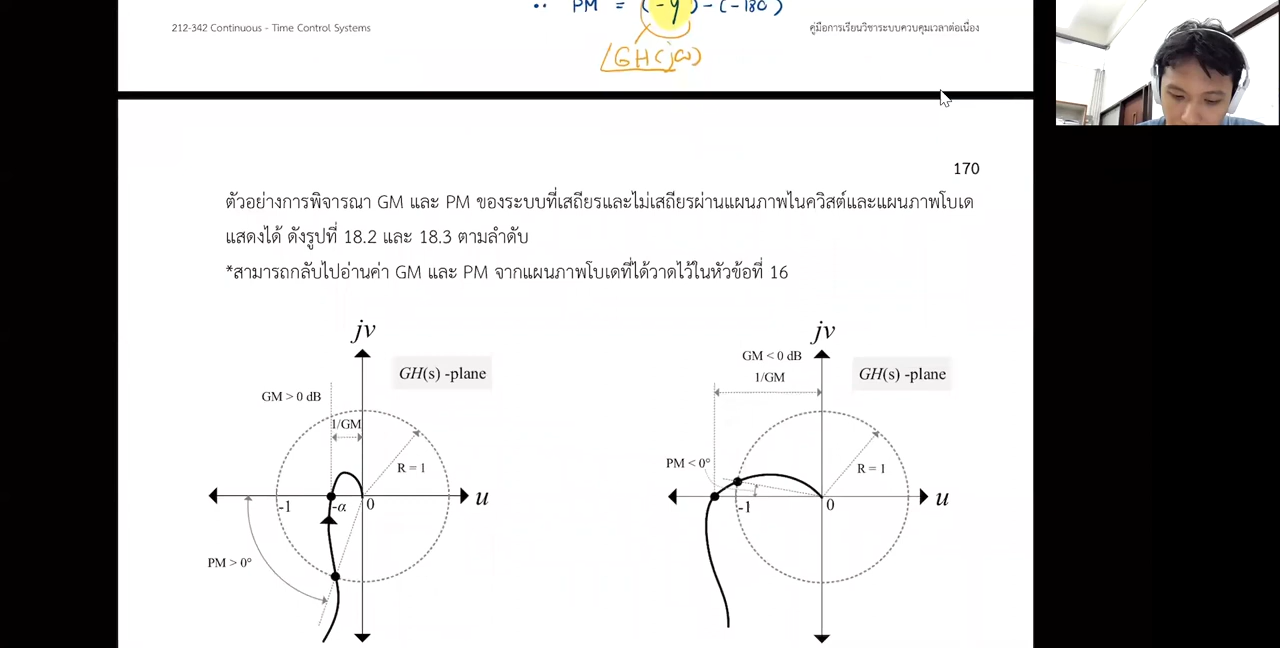 ∴ PM = (-y) - (-180)
212-342 Continuous - Time Control Systems
คู่มือการเรียนวิชาระบบควบคุมเวลาต่อเนื่อง
∠GH(jω)
170
ตัวอย่างการพิจารณา GM และ PM ของระบบที่เสถียรและไม่เสถียรผ่านแผนภาพไนควิสต์และแผนภาพโบเด
แสดงได้ ดังรูปที่ 18.2 และ 18.3 ตามลำดับ
*สามารถกลับไปอ่านค่า GM และ PM จากแผนภาพโบเดที่ได้วาดไว้ในหัวข้อที่ 16
jv
GH(s) -plane
GM > 0 dB
1/GM
R = 1
-1
-α
0
u
PM > 0°
jv
GM < 0 dB
1/GM
GH(s) -plane
PM < 0°
R = 1
-1
0
u